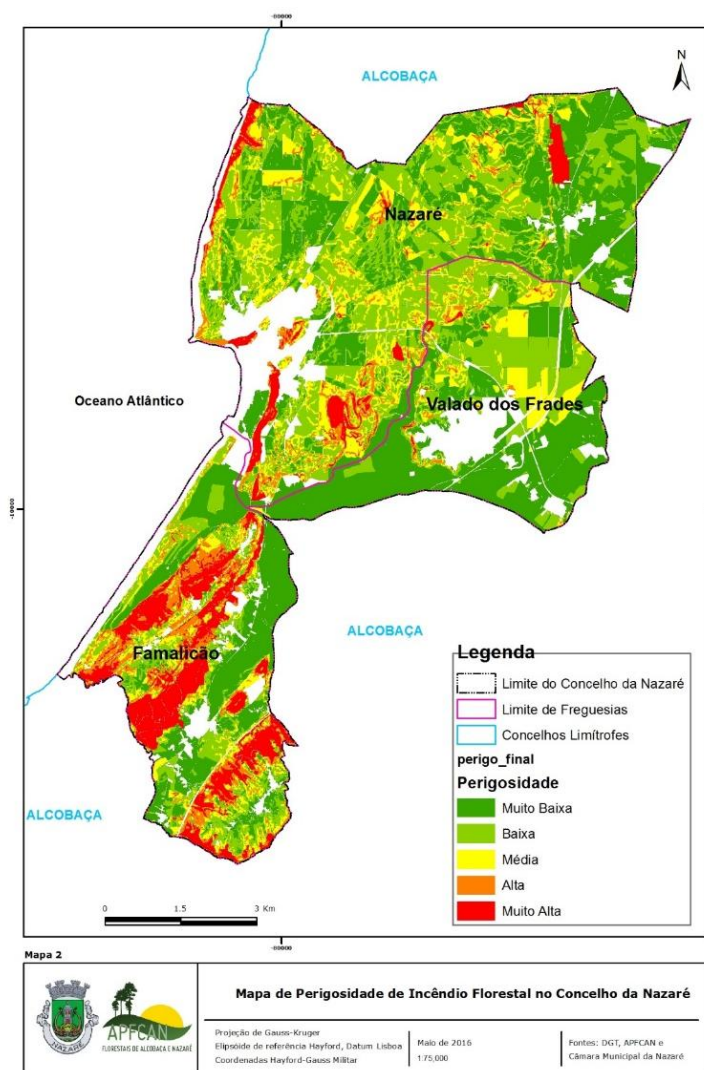 -80000
ALCOBAÇA
N
Nazaré
Oceano Atlântico
Valado dos Frades
-10000
ALCOBAÇA
Famalicão
ALCOBAÇA
Legenda
Limite do Concelho da Nazaré
Limite de Freguesias
Concelhos Limítrofes
perigo_final
Perigosidade
Muito Baixa
Baixa
Média
Alta
Muito Alta
0 1.5 3 Km
-80000
Mapa 2
NAZARÉ
APFCAN
FLORESTAIS DE ALCOBAÇA E NAZARÉ
Mapa de Perigosidade de Incêndio Florestal no Concelho da Nazaré
Projeção de Gauss-Kruger
Elipsóide de referência Hayford, Datum Lisboa
Coordenadas Hayford-Gauss Militar
Maio de 2016
1:75,000
Fontes: DGT, APFCAN e
Câmara Municipal da Nazaré